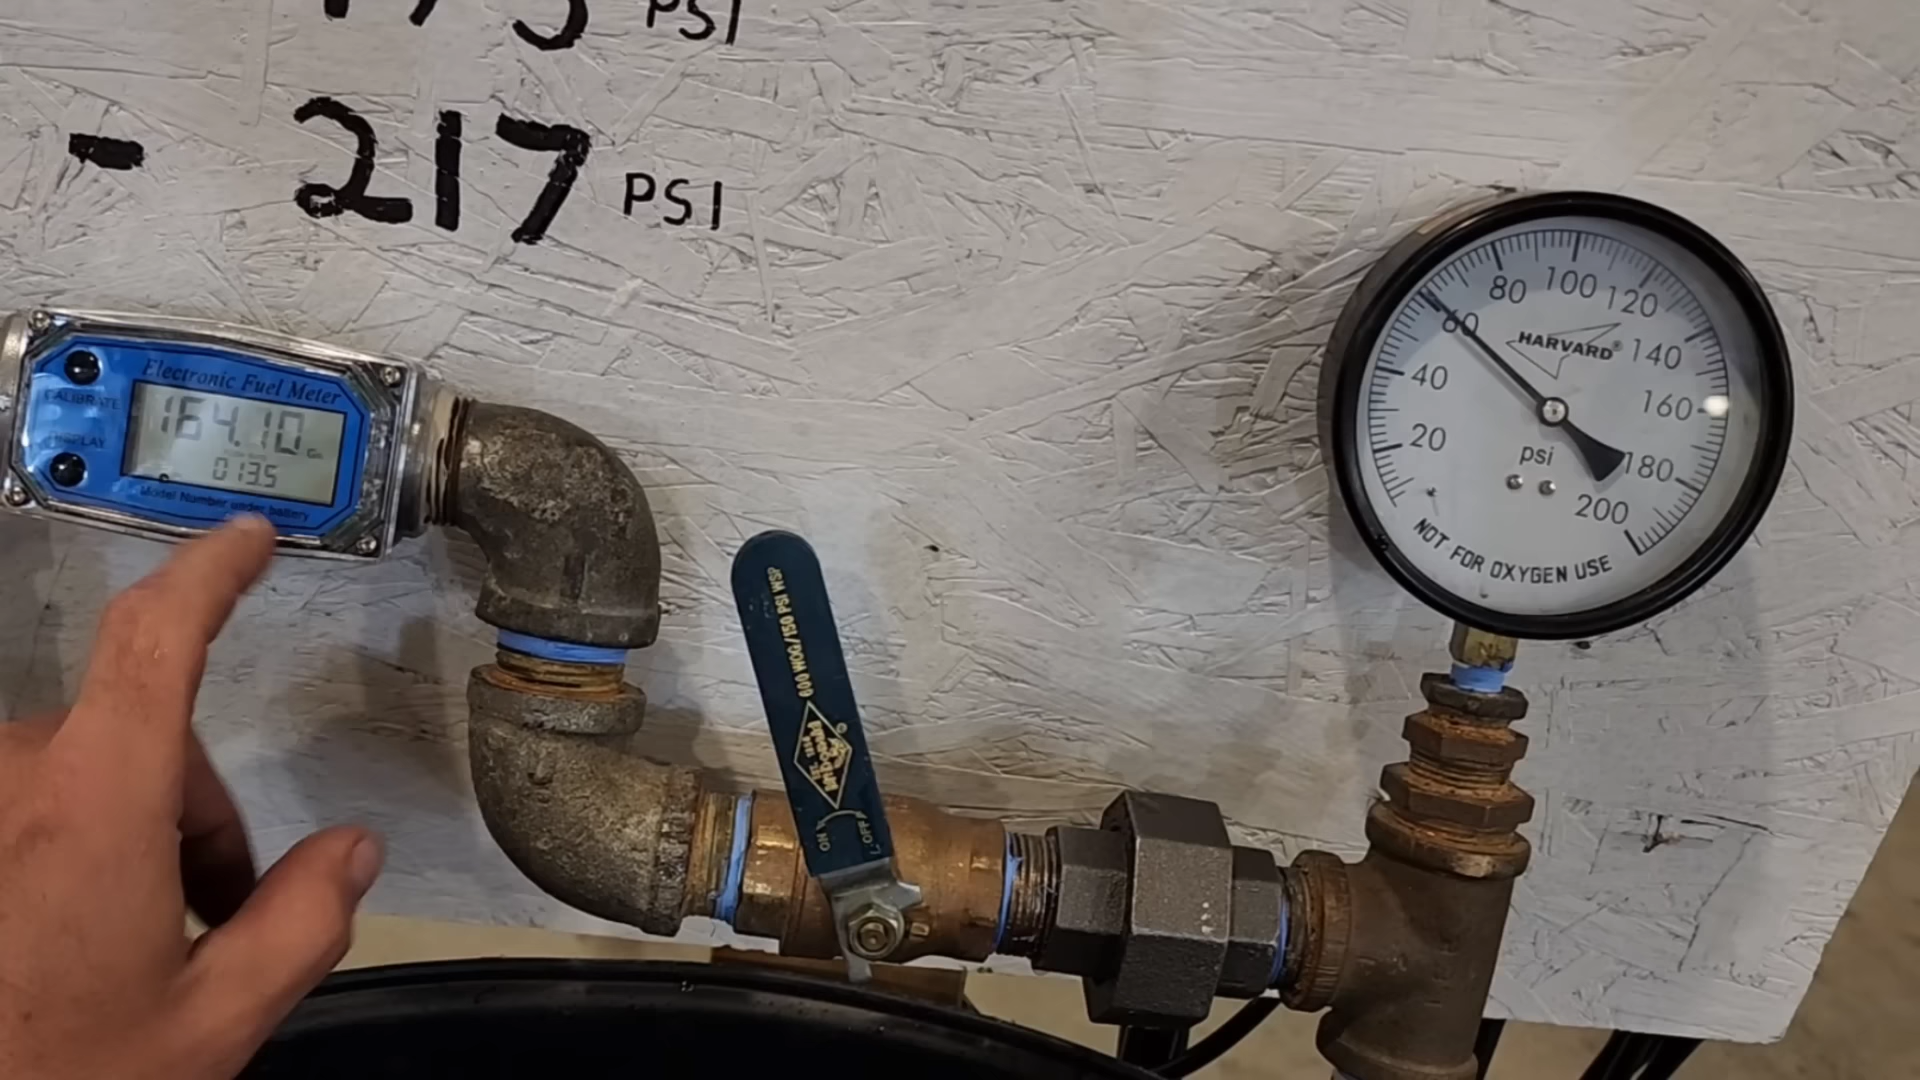 PSI
- 217 PSI
Electronic Fuel Meter
CALIBRATE
164.10
DISPLAY
013.5
Model Number under battery
600 WOG/150 PSI WSP
McDonald
ON
OFF
80 100 120
60
HARVARD®
140
40
160
20
psi
180
200
NOT FOR OXYGEN USE